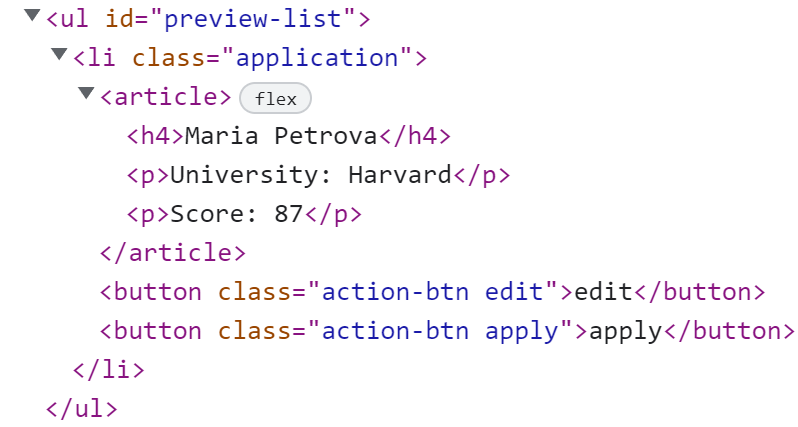 <ul id="preview-list">
<li class="application">
<article> flex
<h4>Maria Petrova</h4>
<p>University: Harvard</p>
<p>Score: 87</p>
</article>
<button class="action-btn edit">edit</button>
<button class="action-btn apply">apply</button>
</li>
</ul>